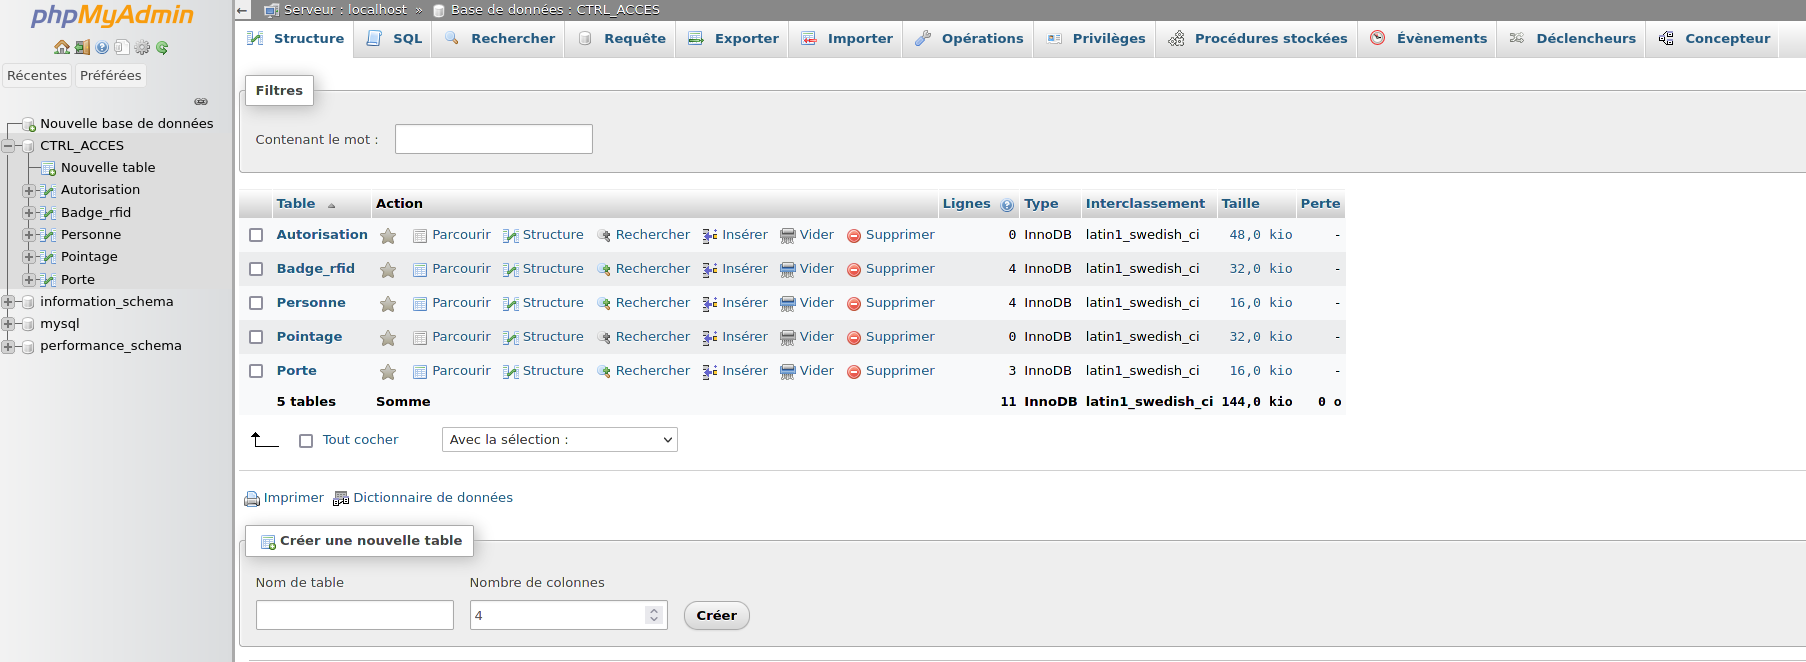 phpMyAdmin
Récentes Préférées
Nouvelle base de données
CTRL_ACCES
Nouvelle table
Autorisation
Badge_rfid
Personne
Pointage
Porte
information_schema
mysql
performance_schema
Serveur : localhost » Base de données : CTRL_ACCES
Structure SQL Rechercher Requête Exporter Importer Opérations Privilèges Procédures stockées Évènements Déclencheurs Concepteur
Filtres
Contenant le mot :
Table Action Lignes Type Interclassement Taille Perte
Autorisation Parcourir Structure Rechercher Insérer Vider Supprimer 0 InnoDB latin1_swedish_ci 48,0 kio -
Badge_rfid Parcourir Structure Rechercher Insérer Vider Supprimer 4 InnoDB latin1_swedish_ci 32,0 kio -
Personne Parcourir Structure Rechercher Insérer Vider Supprimer 4 InnoDB latin1_swedish_ci 16,0 kio -
Pointage Parcourir Structure Rechercher Insérer Vider Supprimer 0 InnoDB latin1_swedish_ci 32,0 kio -
Porte Parcourir Structure Rechercher Insérer Vider Supprimer 3 InnoDB latin1_swedish_ci 16,0 kio -
5 tables Somme 11 InnoDB latin1_swedish_ci 144,0 kio 0 o
Tout cocher Avec la sélection :
Imprimer Dictionnaire de données
Créer une nouvelle table
Nom de table Nombre de colonnes
4 Créer